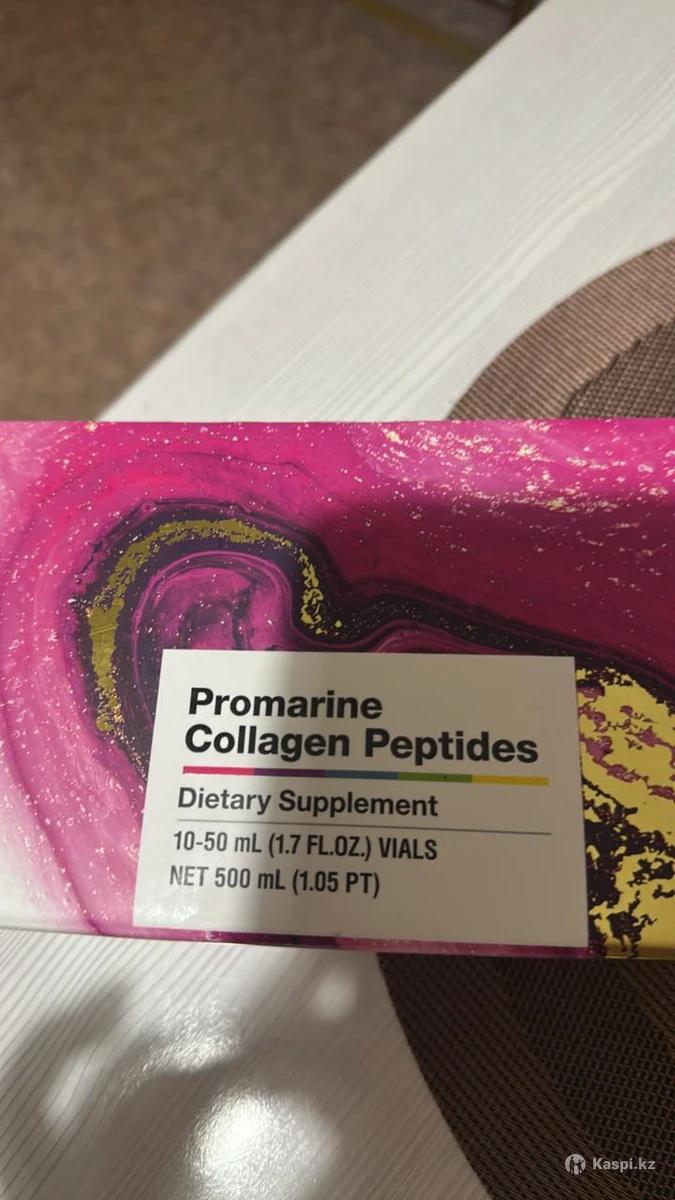 Promarine
Collagen Peptides
Dietary Supplement
10-50 mL (1.7 FL.OZ.) VIALS
NET 500 mL (1.05 PT)
Kaspi.kz